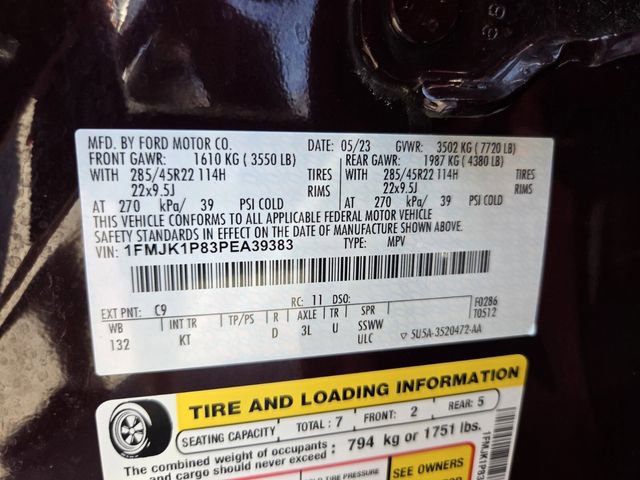 MFD. BY FORD MOTOR CO. DATE: 05/23 GVWR: 3502 KG ( 7720 LB)
FRONT GAWR: 1610 KG ( 3550 LB) REAR GAWR: 1987 KG ( 4380 LB)
WITH 285/45R22 114H TIRES WITH 285/45R22 114H TIRES
22x9.5J RIMS 22x9.5J RIMS
AT 270 kPa/ 39 PSI COLD AT 270 kPa/ 39 PSI COLD
THIS VEHICLE CONFORMS TO ALL APPLICABLE FEDERAL MOTOR VEHICLE
SAFETY STANDARDS IN EFFECT ON THE DATE OF MANUFACTURE SHOWN ABOVE.
VIN: 1FMJK1P83PEA39383 TYPE: MPV
EXT PNT: C9 RC: 11 DSO:
WB INT TR TP/PS R AXLE TR SPR F0286
132 KT D 3L U SSWW T0512
ULC ▽ 5U5A-3520472-AA
TIRE AND LOADING INFORMATION
SEATING CAPACITY TOTAL : 7 FRONT: 2 REAR: 5
The combined weight of occupants
and cargo should never exceed : 794 kg or 1751 lbs.
TIRE PRESSURE SEE OWNERS
1FMJK1P83